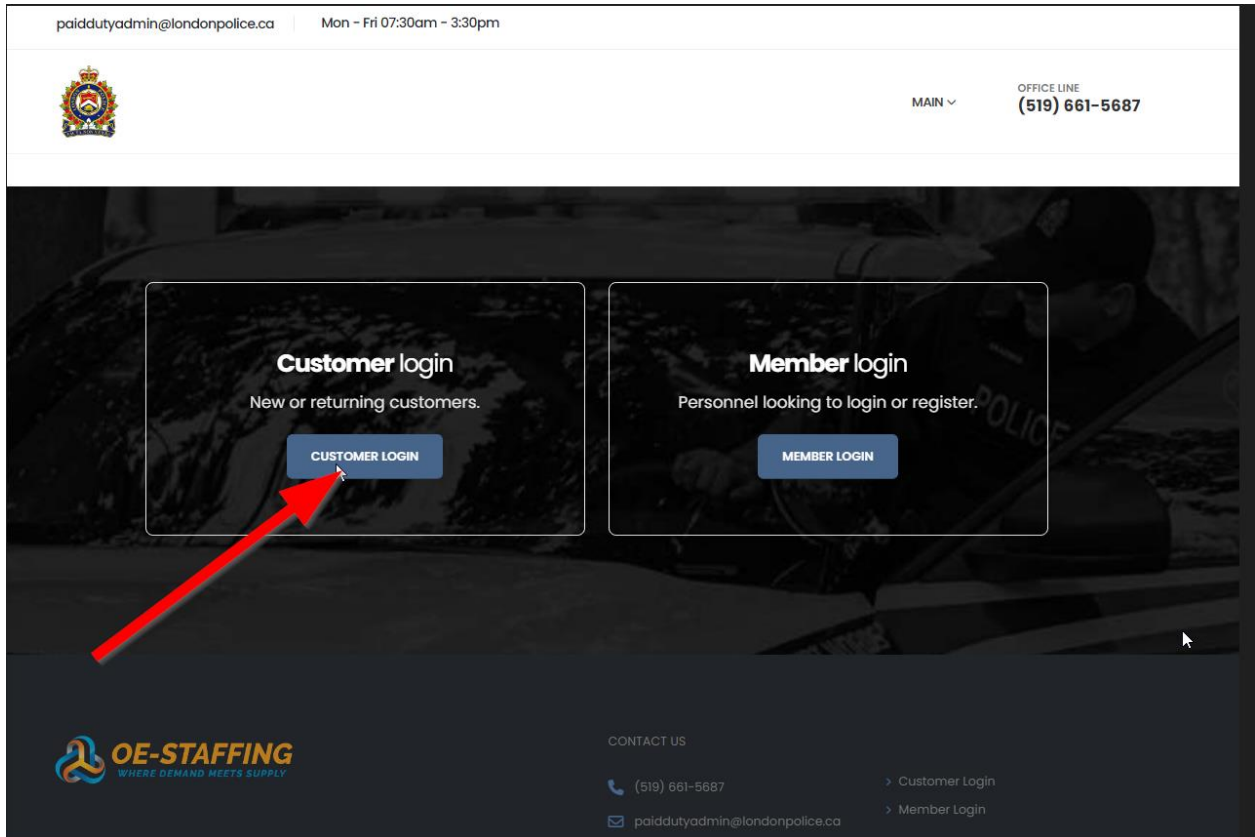 paiddutyadmin@londonpolice.ca Mon - Fri 07:30am - 3:30pm
MAIN
OFFICE LINE
(519) 661-5687
Customer login
New or returning customers.
CUSTOMER LOGIN
Member login
Personnel looking to login or register.
MEMBER LOGIN
POLICE
OE-STAFFING
WHERE DEMAND MEETS SUPPLY
CONTACT US
(519) 661-5687
paiddutyadmin@londonpolice.ca
> Customer Login
> Member Login